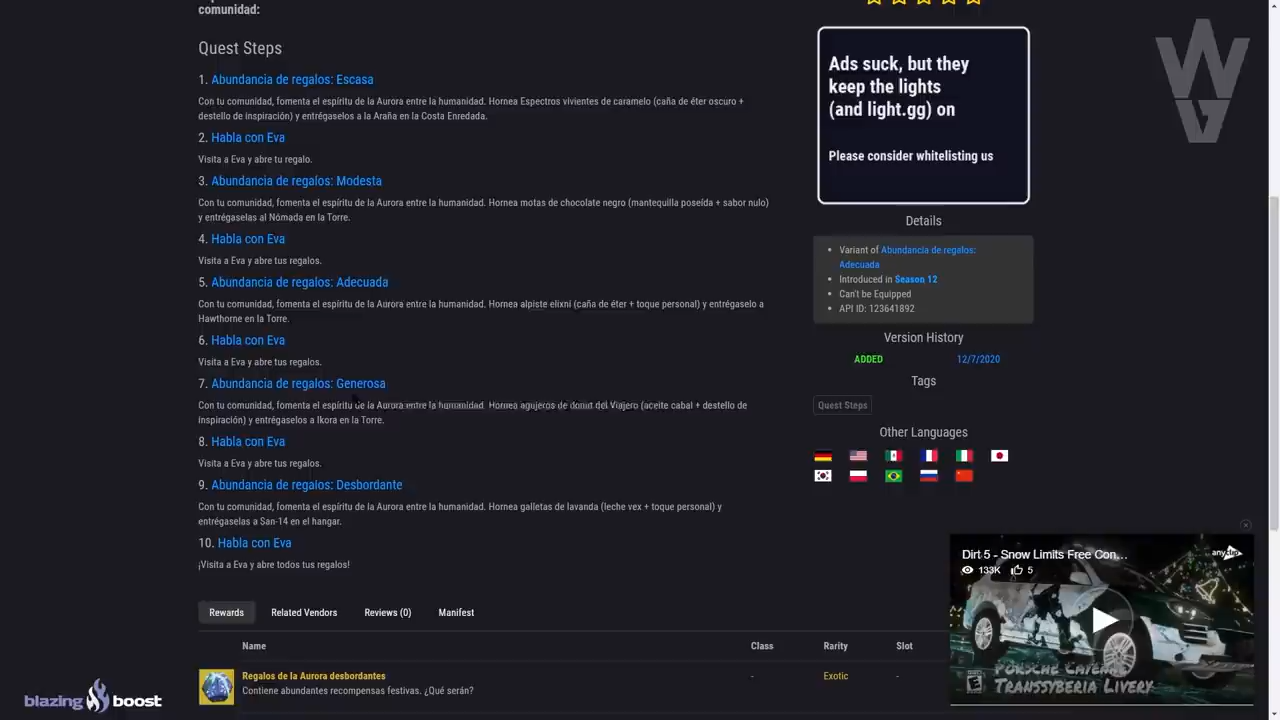 comunidad:
Quest Steps
1. Abundancia de regalos: Escasa
Con tu comunidad, fomenta el espíritu de la Aurora entre la humanidad. Hornea Espectros vivientes de caramelo (caña de éter oscuro +
destello de inspiración) y entrégaselos a la Araña en la Costa Enredada.
2. Habla con Eva
Visita a Eva y abre tu regalo.
3. Abundancia de regalos: Modesta
Con tu comunidad, fomenta el espíritu de la Aurora entre la humanidad. Hornea motas de chocolate negro (mantequilla poseída + sabor nulo)
y entrégaselos al Nómada en la Torre.
4. Habla con Eva
Visita a Eva y abre tus regalos.
5. Abundancia de regalos: Adecuada
Con tu comunidad, fomenta el espíritu de la Aurora entre la humanidad. Hornea alpiste elixni (caña de éter + toque personal) y entrégaselo a
Hawthorne en la Torre.
6. Habla con Eva
Visita a Eva y abre tus regalos.
7. Abundancia de regalos: Generosa
Con tu comunidad, fomenta el espíritu de la Aurora entre la humanidad. Hornea agujeros de donut del Viajero (aceite cabal + destello de
inspiración) y entrégaselos a Ikora en la Torre.
8. Habla con Eva
Visita a Eva y abre tus regalos.
9. Abundancia de regalos: Desbordante
Con tu comunidad, fomenta el espíritu de la Aurora entre la humanidad. Hornea galletas de lavanda (leche vex + toque personal) y
entrégaselas a San-14 en el hangar.
10. Habla con Eva
¡Visita a Eva y abre todos tus regalos!
Rewards Related Vendors Reviews (0) Manifest
Name Class Rarity Slot
Regalos de la Aurora desbordantes - Exotic -
Contiene abundantes recompensas festivas. ¿Qué serán?
Ads suck, but they
keep the lights
(and light.gg) on
Please consider whitelisting us
Details
Variant of Abundancia de regalos:
Adecuada
Introduced in Season 12
Can't be Equipped
API ID: 123641892
Version History
ADDED 12/7/2020
Tags
Quest Steps
Other Languages
Dirt 5 - Snow Limits Free Con...
anyclip
133K 5
PORSCHE CAYENNE
TRANSSYBERIA LIVERY
blazing boost
WG